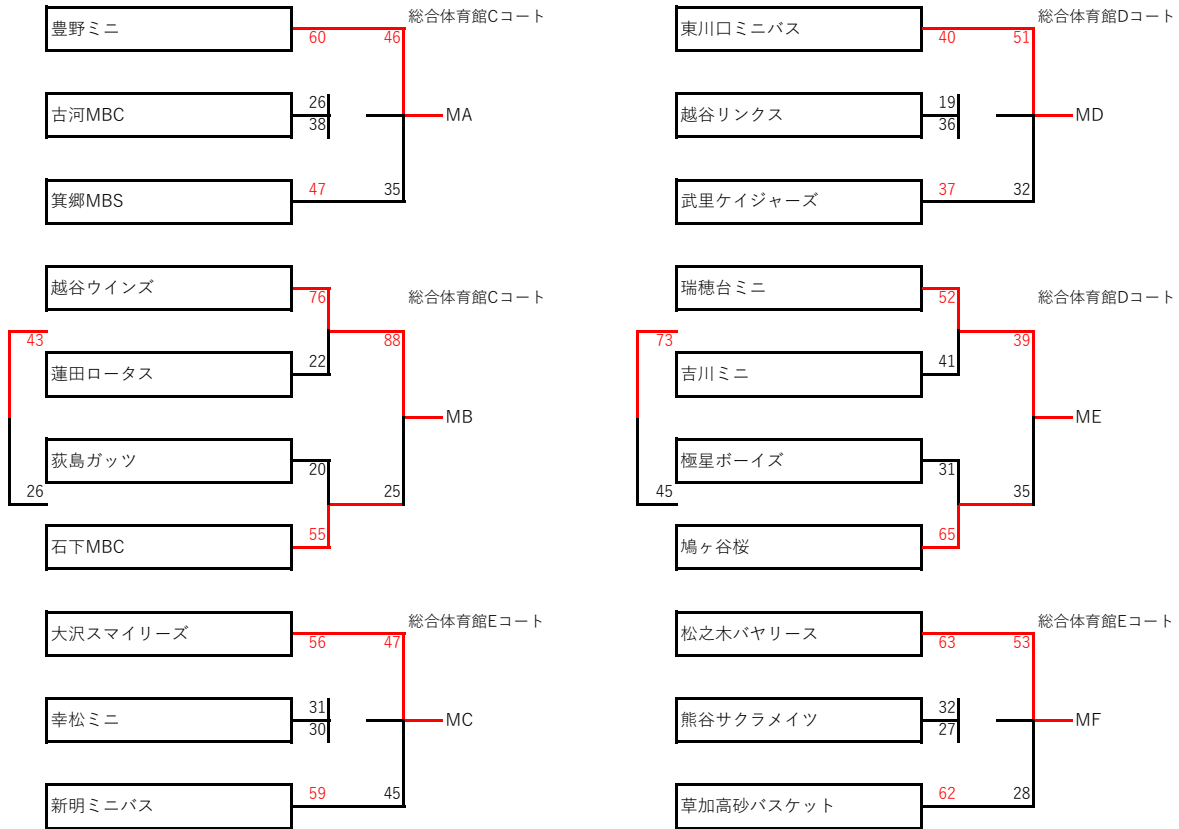 総合体育館Cコート
豊野ミニ
60
46
古河MBC
26
38
MA
箕郷MBS
47
35
越谷ウインズ
76
総合体育館Cコート
43
88
蓮田ロータス
22
MB
荻島ガッツ
20
26
25
石下MBC
55
総合体育館Eコート
大沢スマイリーズ
56
47
幸松ミニ
31
30
MC
新明ミニバス
59
45
総合体育館Dコート
東川口ミニバス
40
51
越谷リンクス
19
36
MD
武里ケイジャーズ
37
32
瑞穂台ミニ
52
総合体育館Dコート
73
39
吉川ミニ
41
ME
極星ボーイズ
31
45
35
鳩ヶ谷桜
65
総合体育館Eコート
松之木バヤリース
63
53
熊谷サクラメイツ
32
27
MF
草加高砂バスケット
62
28